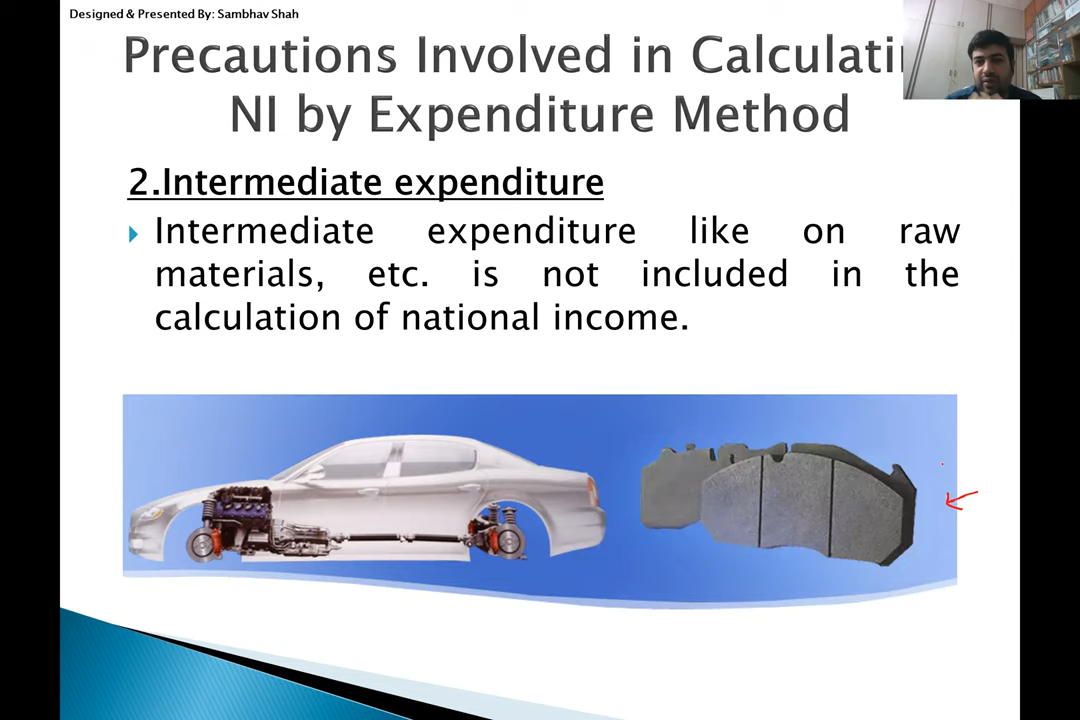 Designed & Presented By: Sambhav Shah
Precautions Involved in Calculati
NI by Expenditure Method
2.Intermediate expenditure
Intermediate expenditure like on raw
materials, etc. is not included in the
calculation of national income.